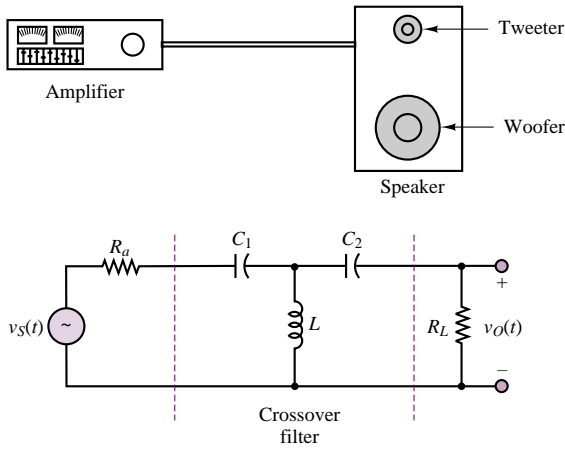 Tweeter
Amplifier
Woofer
Speaker
R_a
C_1
C_2
+
v_S(t)
~
L
R_L
v_O(t)
−
Crossover
filter